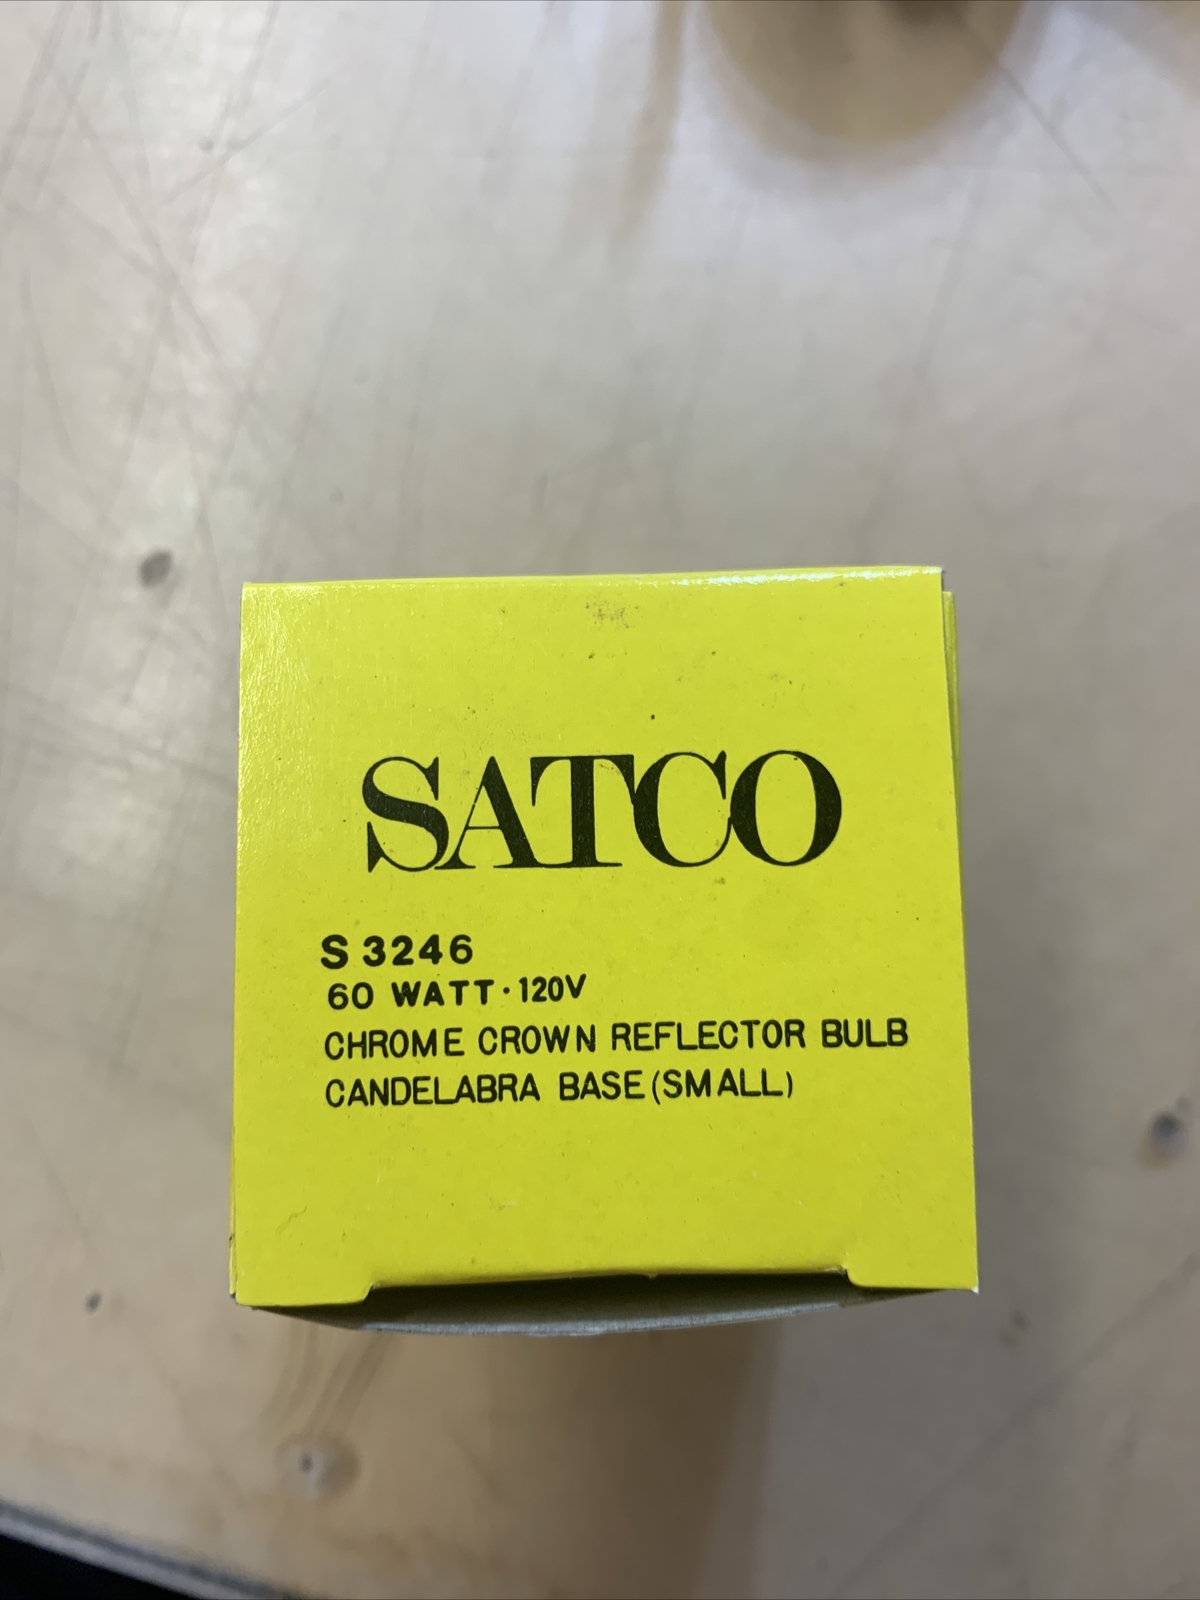 SATCO
S 3246
60 WATT · 120V
CHROME CROWN REFLECTOR BULB
CANDELABRA BASE (SMALL)